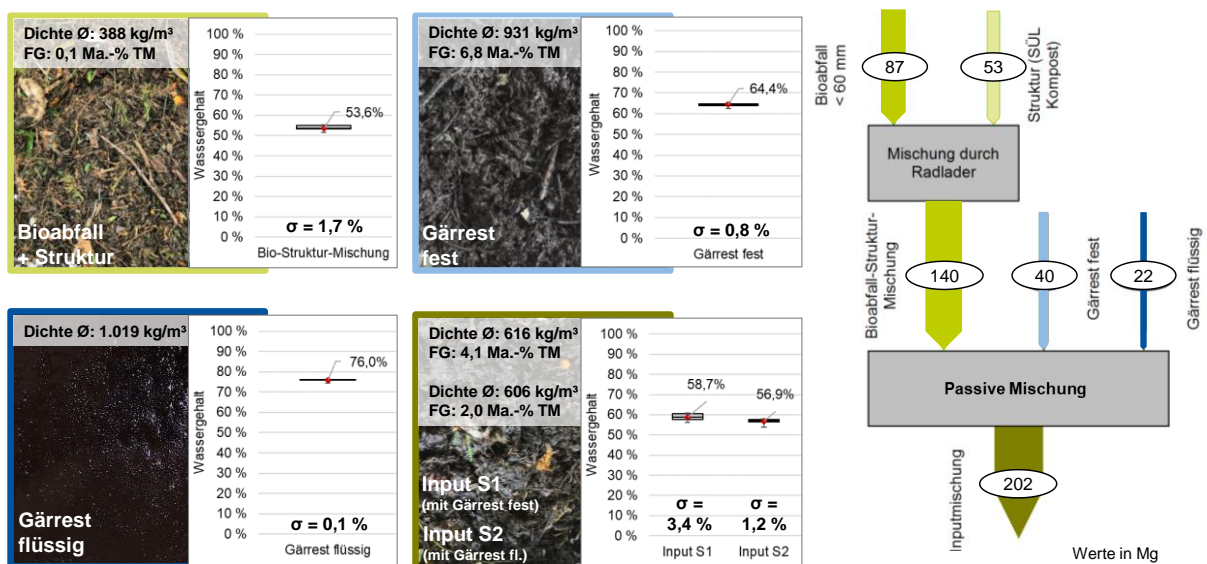 Dichte Ø: 388 kg/m³
FG: 0,1 Ma.-% TM
Bioabfall
+ Struktur
Wasssergehalt
100 %
90 %
80 %
70 %
60 %
50 %
40 %
30 %
20 %
10 %
0 %
53,6%
σ = 1,7 %
Bio-Struktur-Mischung
Dichte Ø: 931 kg/m³
FG: 6,8 Ma.-% TM
Gärrest
fest
Wassergehalt
100 %
90 %
80 %
70 %
60 %
50 %
40 %
30 %
20 %
10 %
0 %
64,4%
σ = 0,8 %
Gärrest fest
Dichte Ø: 1.019 kg/m³
Gärrest
flüssig
Wassergehalt
100 %
90 %
80 %
70 %
60 %
50 %
40 %
30 %
20 %
10 %
0 %
76,0%
σ = 0,1 %
Gärrest flüssig
Dichte Ø: 616 kg/m³
FG: 4,1 Ma.-% TM
Dichte Ø: 606 kg/m³
FG: 2,0 Ma.-% TM
Input S1
(mit Gärrest fest)
Input S2
(mit Gärrest fl.)
Wassergehalt
100 %
90 %
80 %
70 %
60 %
50 %
40 %
30 %
20 %
10 %
0 %
58,7%
56,9%
σ =
3,4 %
σ =
1,2 %
Input S1
Input S2
Bioabfall
< 60 mm
87
53
Struktur (SÜL
Kompost)
Mischung durch
Radlader
Bioabfall-Struktur-
Mischung
140
40
Gärrest fest
22
Gärrest flüssig
Passive Mischung
Inputmischung
202
Werte in Mg